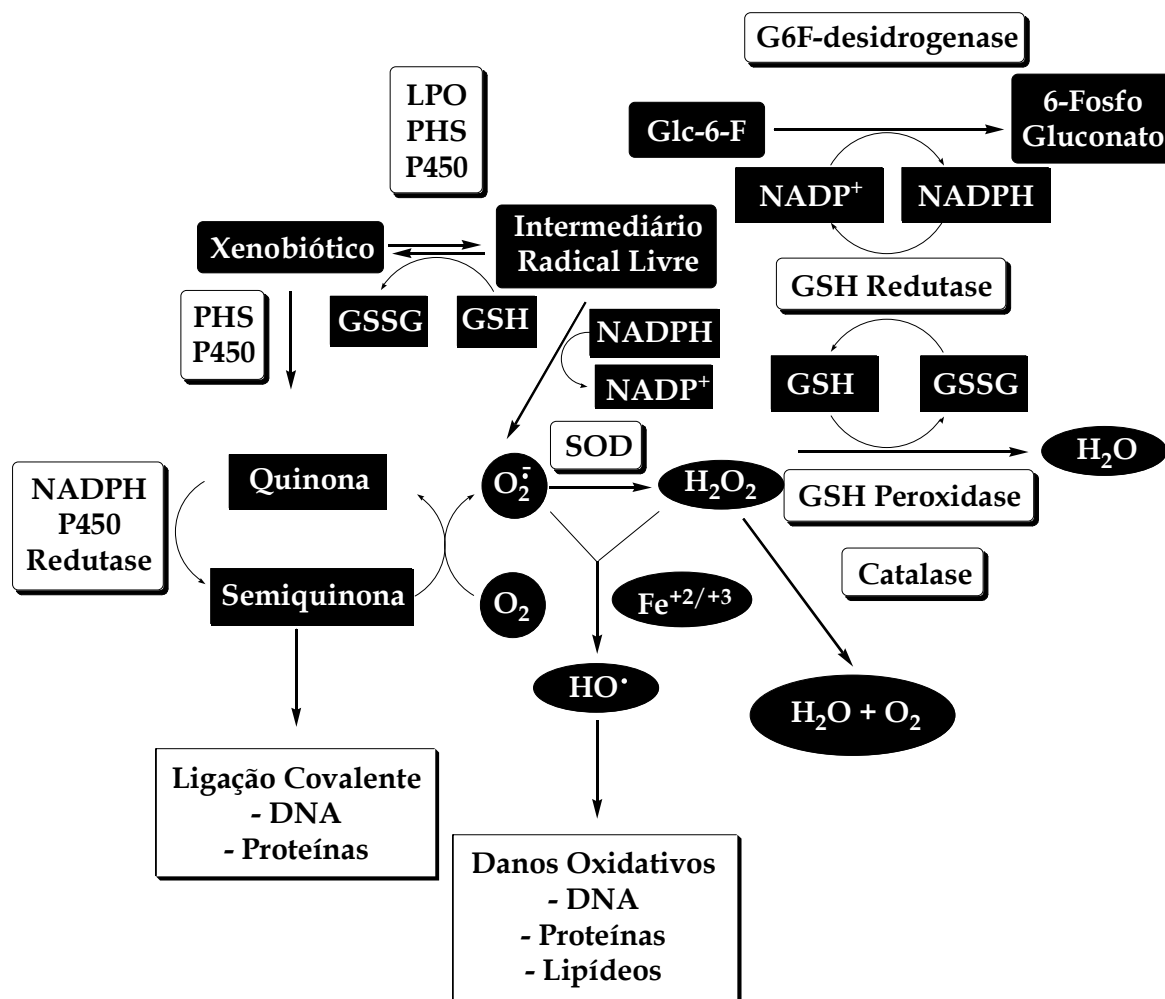 G6F-desidrogenase
LPO
PHS
P450
Glc-6-F
6-Fosfo
Gluconato
NADP⁺
NADPH
Xenobiótico
Intermediário
Radical Livre
GSH Redutase
PHS
P450
GSSG
GSH
NADPH
NADP⁺
GSH
GSSG
SOD
H₂O
NADPH
P450
Redutase
Quinona
O₂•⁻
H₂O₂
GSH Peroxidase
Catalase
Semiquinona
O₂
Fe⁺²/⁺³
HO•
H₂O + O₂
Ligação Covalente
- DNA
- Proteínas
Danos Oxidativos
- DNA
- Proteínas
- Lipídeos